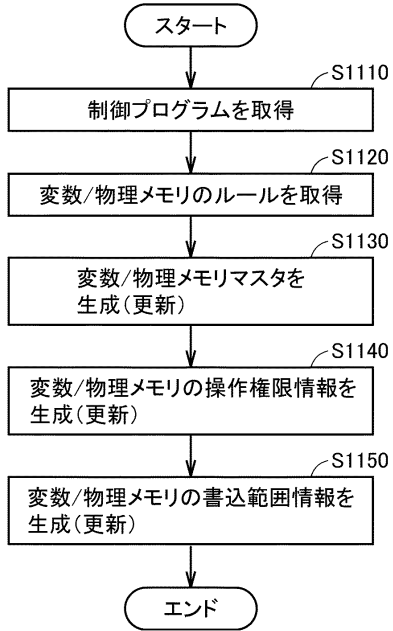 スタート
S1110
制御プログラムを取得
S1120
変数/物理メモリのルールを取得
S1130
変数/物理メモリマスタを
生成(更新)
S1140
変数/物理メモリの操作権限情報を
生成(更新)
S1150
変数/物理メモリの書込範囲情報を
生成(更新)
エンド